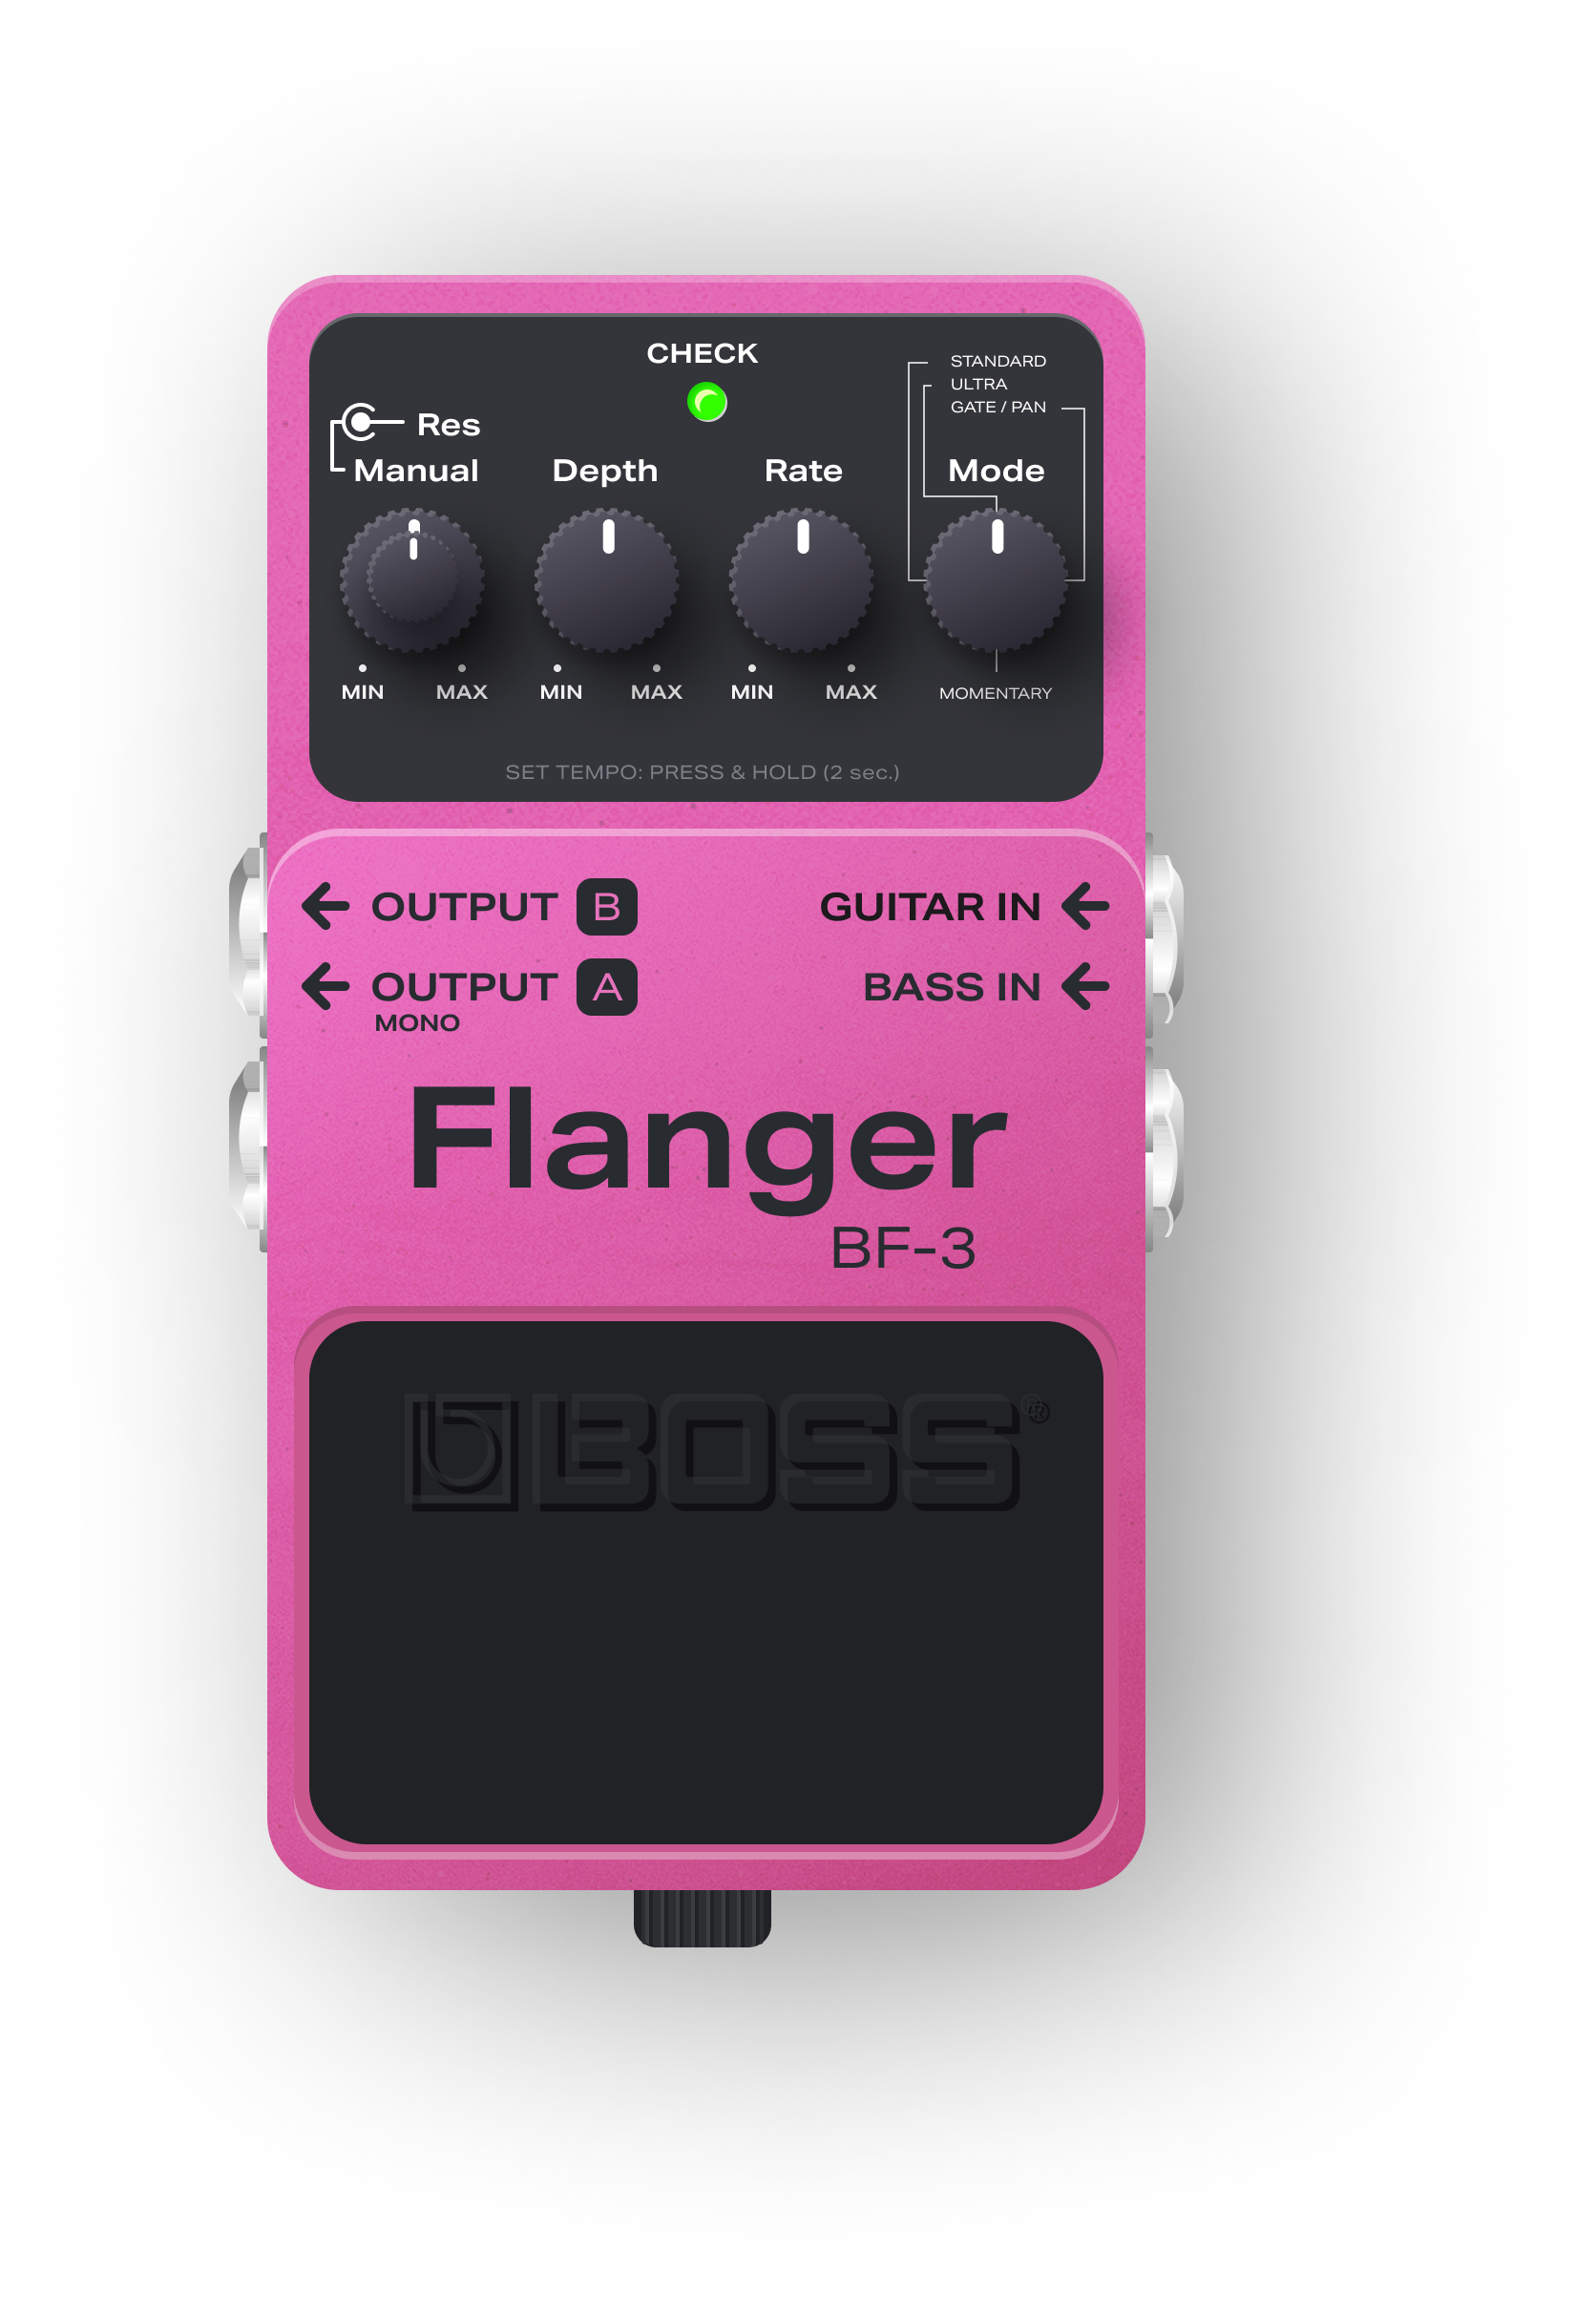 CHECK
STANDARD
ULTRA
GATE / PAN
Res
Manual
Depth
Rate
Mode
MIN MAX MIN MAX MIN MAX MOMENTARY
SET TEMPO: PRESS & HOLD (2 sec.)
OUTPUT B
GUITAR IN
OUTPUT A
BASS IN
MONO
Flanger
BF-3
BOSS®